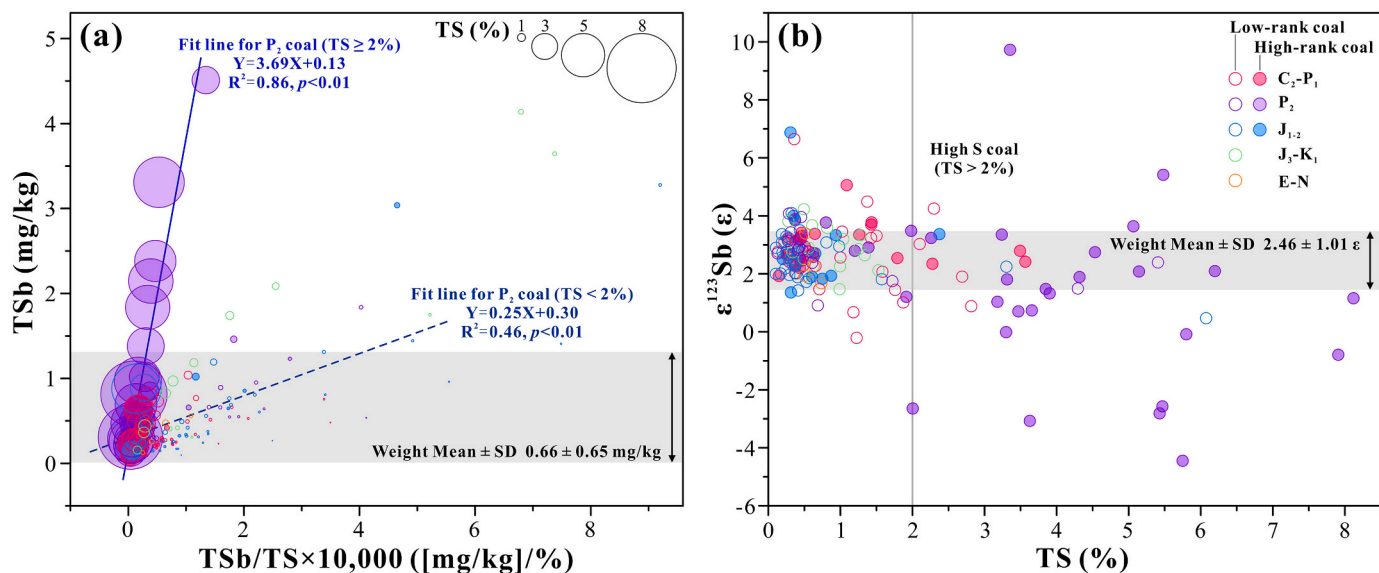 (a)
TS (%)
1 3 5 8
Fit line for P₂ coal (TS ≥ 2%)
Y=3.69X+0.13
R²=0.86, p<0.01
Fit line for P₂ coal (TS < 2%)
Y=0.25X+0.30
R²=0.46, p<0.01
Weight Mean ± SD 0.66 ± 0.65 mg/kg
5
4
3
2
1
0
TSb (mg/kg)
0 2 4 6 8
TSb/TS×10,000 ([mg/kg]/%)
(b)
Low-rank coal
High-rank coal
C₂-P₁
P₂
J₁₋₂
J₃-K₁
E-N
High S coal
(TS > 2%)
Weight Mean ± SD 2.46 ± 1.01 ε
10
8
6
4
2
0
-2
-4
-6
ε¹²³Sb (ε)
0 1 2 3 4 5 6 7 8
TS (%)